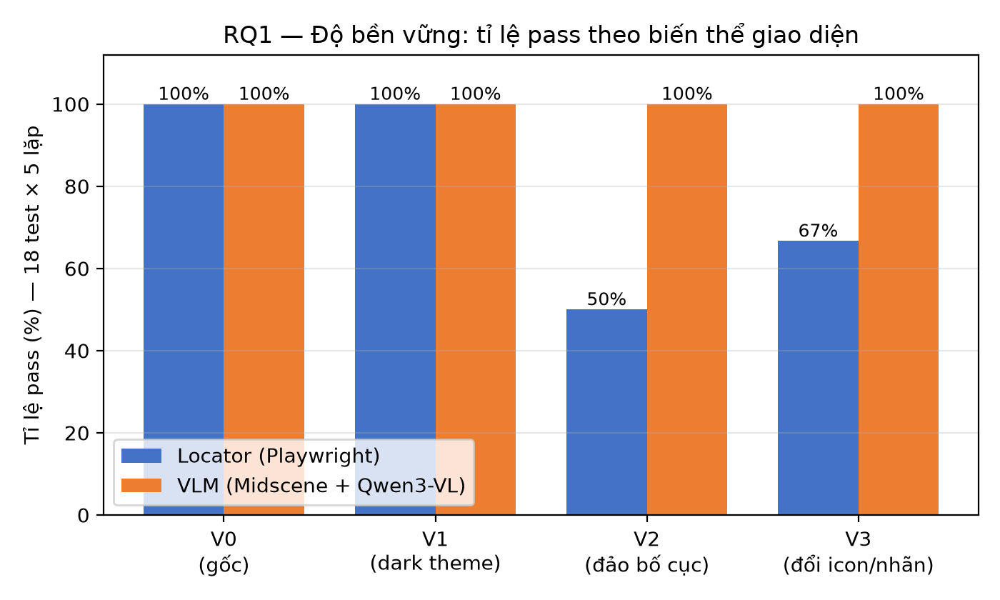 RQ1 — Độ bền vững: tỉ lệ pass theo biến thể giao diện
Tỉ lệ pass (%) — 18 test × 5 lặp
100
80
60
40
20
0
100% 100% 100% 100% 50% 100% 67% 100%
Locator (Playwright)
VLM (Midscene + Qwen3-VL)
V0 V1 V2 V3
(gốc) (dark theme) (đảo bố cục) (đổi icon/nhãn)